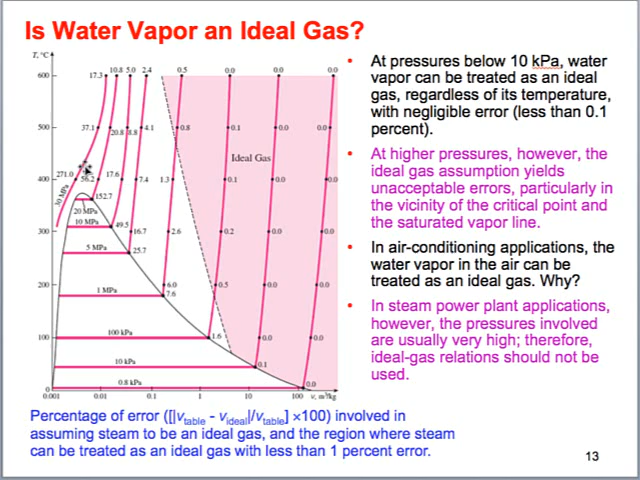 Is Water Vapor an Ideal Gas?
T, °C
600
500
400
300
200
100
0
17.3 10.8 5.0 2.4 0.5 0.0 0.0 0.0
37.1 20.8 8.8 4.1 0.8 0.1 0.0 0.0
Ideal Gas
271.0 56.2 17.6 7.4 1.3 0.1 0.0
152.7
30 MPa
20 MPa
10 MPa
49.5 16.7 2.6 0.2 0.0
5 MPa
25.7
6.0 0.5 0.0
1 MPa
7.6
100 kPa
1.6 0.0 0.0
10 kPa
0.1
0.8 kPa
0.0
0.001 0.01 0.1 1 10 100 v, m³/kg
• At pressures below 10 kPa, water
vapor can be treated as an ideal
gas, regardless of its temperature,
with negligible error (less than 0.1
percent).
• At higher pressures, however, the
ideal gas assumption yields
unacceptable errors, particularly in
the vicinity of the critical point and
the saturated vapor line.
• In air-conditioning applications, the
water vapor in the air can be
treated as an ideal gas. Why?
• In steam power plant applications,
however, the pressures involved
are usually very high; therefore,
ideal-gas relations should not be
used.
Percentage of error ([|vtable - videal|/vtable] ×100) involved in
assuming steam to be an ideal gas, and the region where steam
can be treated as an ideal gas with less than 1 percent error.
13